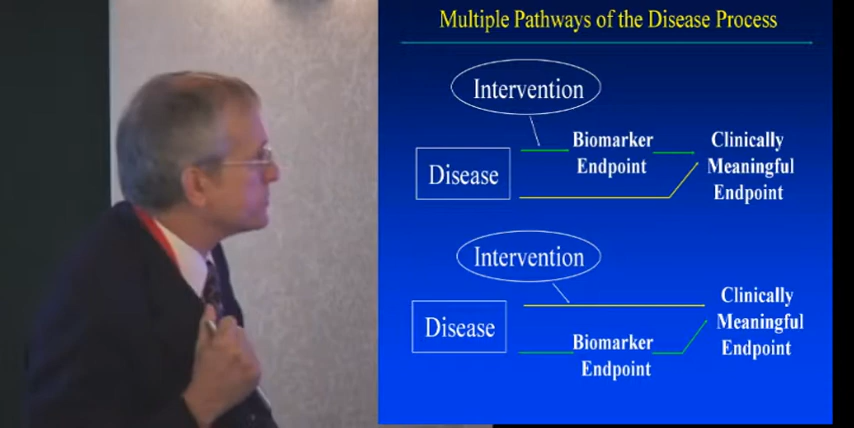 Multiple Pathways of the Disease Process
Intervention
Biomarker
Endpoint
Clinically
Meaningful
Endpoint
Disease
Intervention
Clinically
Meaningful
Endpoint
Disease
Biomarker
Endpoint